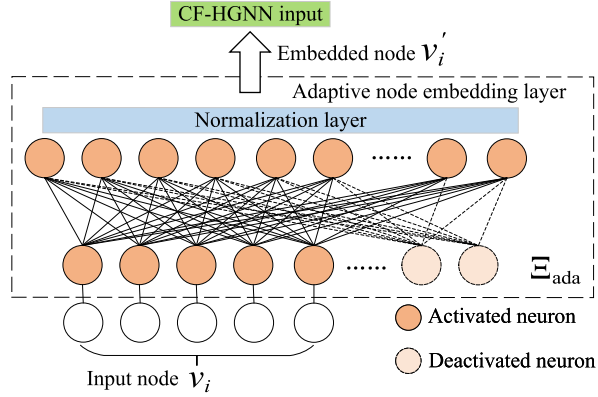 CF-HGNN input
Embedded node v_i'
Adaptive node embedding layer
Normalization layer
......
......
Ξ_ada
Activated neuron
Deactivated neuron
Input node v_i